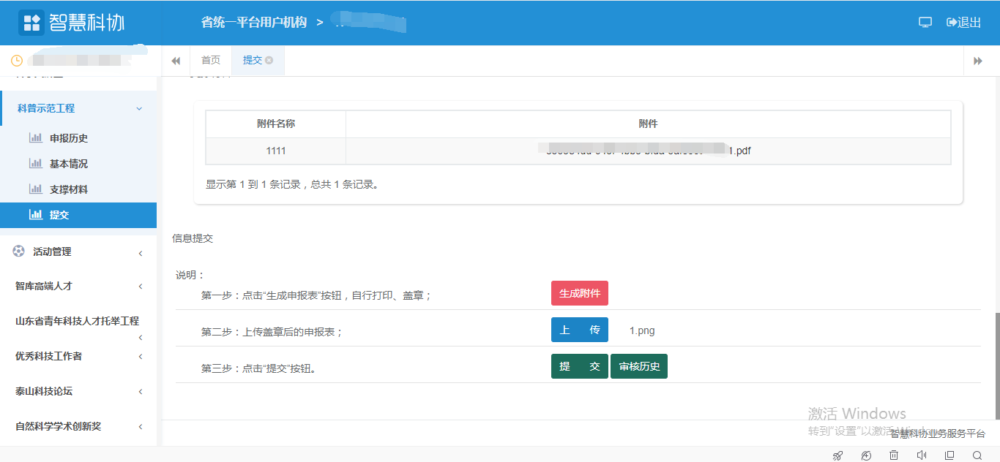 智慧科协
省统一平台用户机构 >
退出
首页
提交
科普示范工程
申报历史
基本情况
支撑材料
提交
活动管理
智库高端人才
山东省青年科技人才托举工程
优秀科技工作者
泰山科技论坛
自然科学学术创新奖
附件名称 附件
1111 1.pdf
显示第 1 到 1 条记录，总共 1 条记录。
信息提交
说明：
第一步：点击“生成申报表”按钮，自行打印、盖章； 生成附件
第二步：上传盖章后的申报表； 上 传 1.png
第三步：点击“提交”按钮。 提 交 审核历史
激活 Windows
转到“设置”以激活 Windows
智慧科协业务服务平台